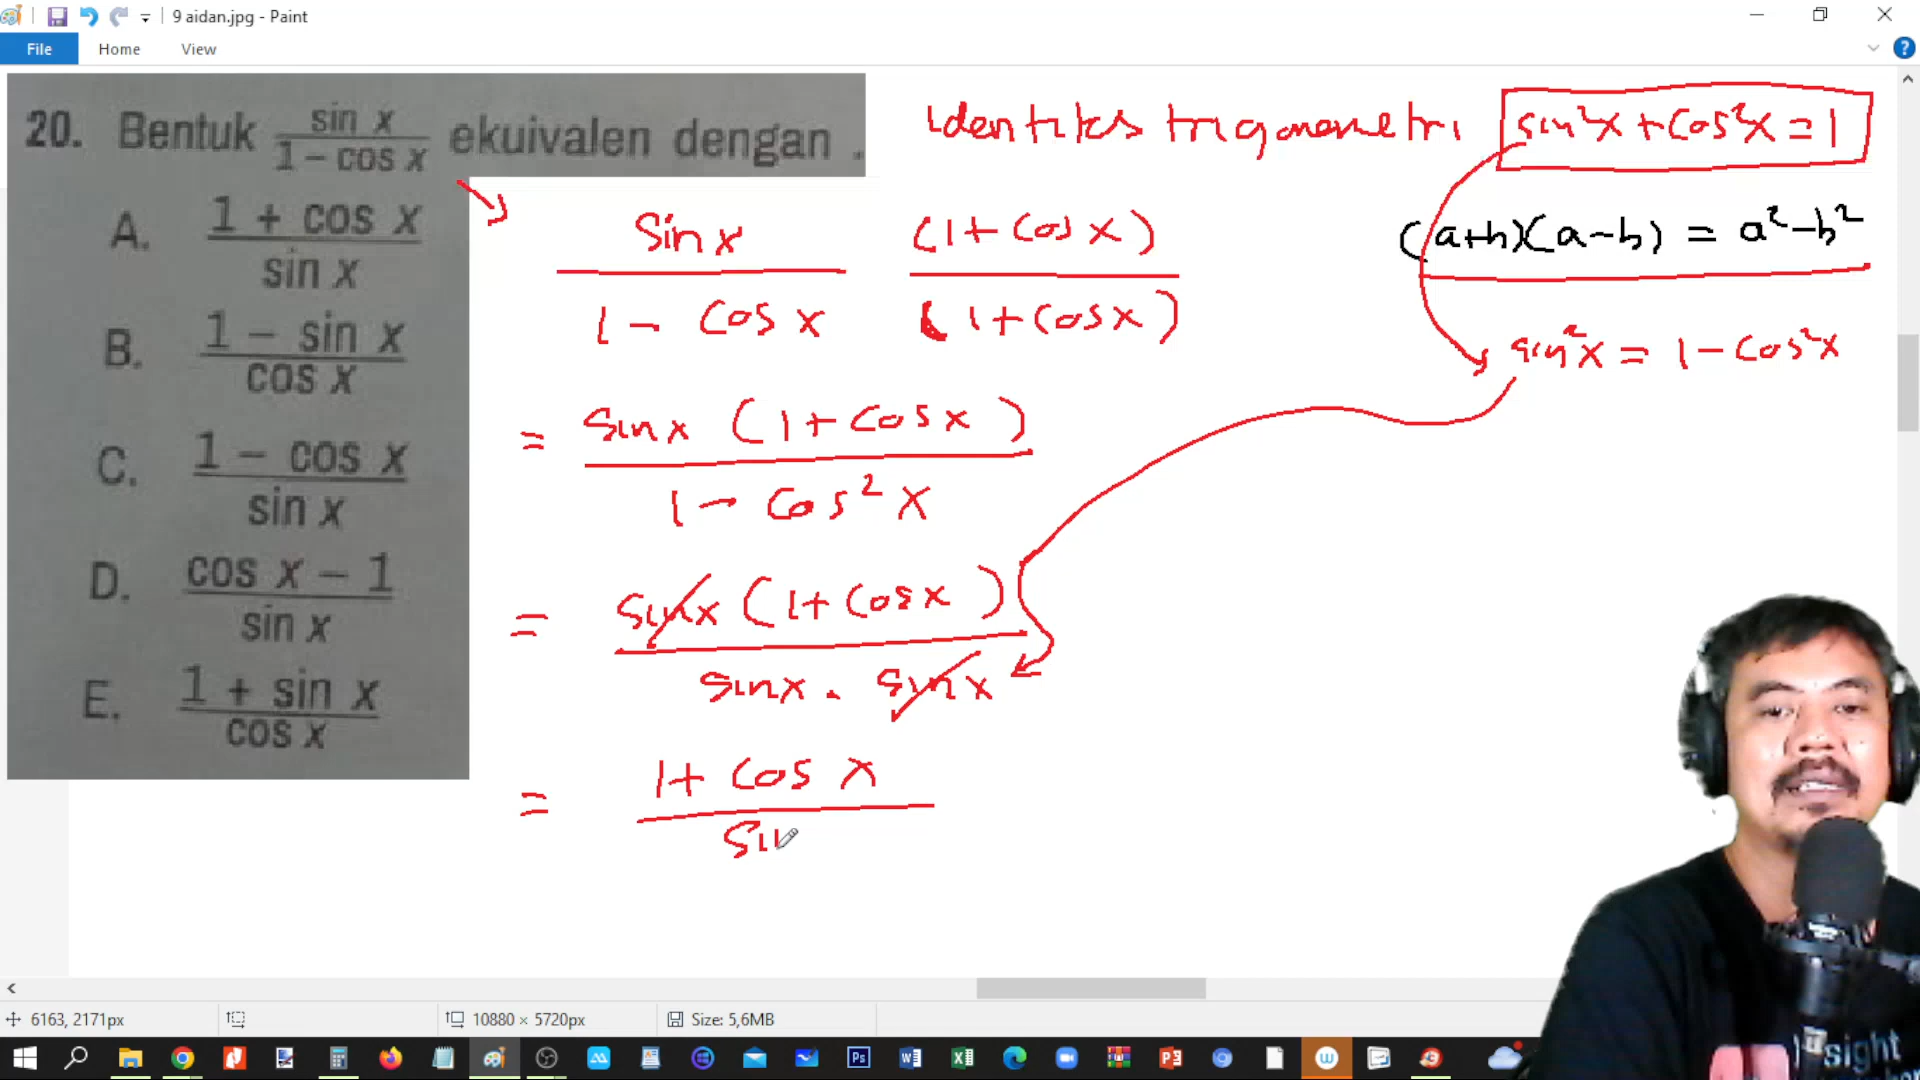 9 aidan.jpg - Paint
File Home View
20. Bentuk sin x / 1 - cos x ekuivalen dengan .
A. 1 + cos x / sin x
B. 1 - sin x / cos x
C. 1 - cos x / sin x
D. cos x - 1 / sin x
E. 1 + sin x / cos x
Identitas trigonometri sin²x + cos²x = 1
(a+b)(a-b) = a² - b²
sin²x = 1 - cos²x
sin x (1 + cos x)
1 - cos x (1 + cos x)
= sin x (1 + cos x)
1 - cos² x
= sin x (1 + cos x)
sin x . sin x
= 1 + cos x
sin
6163, 2171px 10880 × 5720px Size: 5,6MB
sight